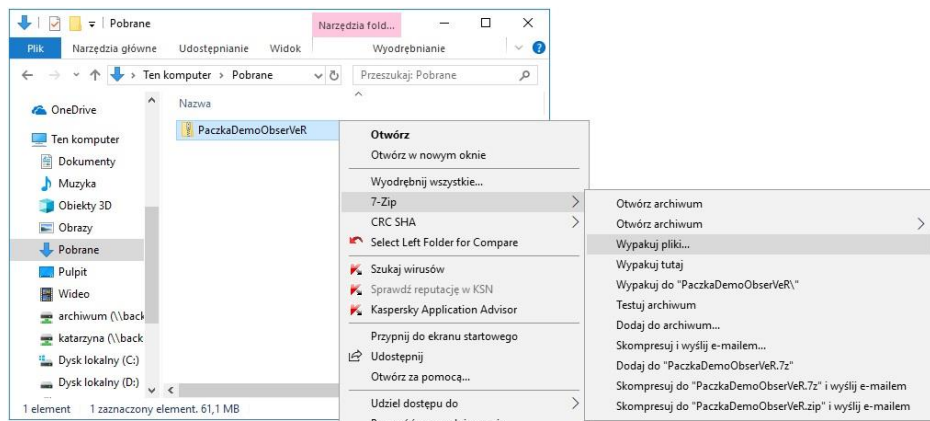 Pobrane
Narzędzia fold...
Plik
Narzędzia główne
Udostępnianie
Widok
Wyodrębnianie
Ten komputer
Pobrane
Przeszukaj: Pobrane
OneDrive
Ten komputer
Dokumenty
Muzyka
Obiekty 3D
Obrazy
Pobrane
Pulpit
Wideo
archiwum (\\back
katarzyna (\\back
Dysk lokalny (C:)
Dysk lokalny (D:)
Nazwa
PaczkaDemoObserVeR
1 element
1 zaznaczony element. 61,1 MB
Otwórz
Otwórz w nowym oknie
Wyodrębnij wszystkie...
7-Zip
CRC SHA
Select Left Folder for Compare
Szukaj wirusów
Sprawdź reputację w KSN
Kaspersky Application Advisor
Przypnij do ekranu startowego
Udostępnij
Otwórz za pomocą...
Udziel dostępu do
Otwórz archiwum
Otwórz archiwum
Wypakuj pliki...
Wypakuj tutaj
Wypakuj do "PaczkaDemoObserVeR\"
Testuj archiwum
Dodaj do archiwum...
Skompresuj i wyślij e-mailem...
Dodaj do "PaczkaDemoObserVeR.7z"
Skompresuj do "PaczkaDemoObserVeR.7z" i wyślij e-mailem
Skompresuj do "PaczkaDemoObserVeR.zip" i wyślij e-mailem